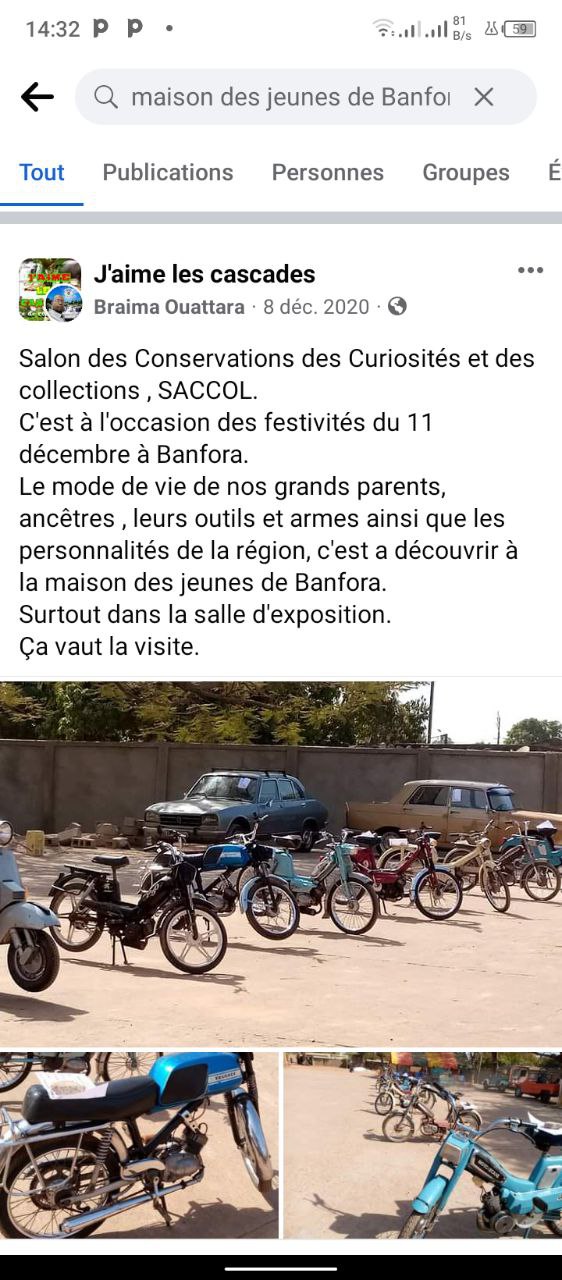 14:32
81
B/s
59
maison des jeunes de Banfor
Tout Publications Personnes Groupes É
J'aime les cascades
Braima Ouattara · 8 déc. 2020 ·
Salon des Conservations des Curiosités et des
collections , SACCOL.
C'est à l'occasion des festivités du 11
décembre à Banfora.
Le mode de vie de nos grands parents,
ancêtres , leurs outils et armes ainsi que les
personnalités de la région, c'est a découvrir à
la maison des jeunes de Banfora.
Surtout dans la salle d'exposition.
Ça vaut la visite.